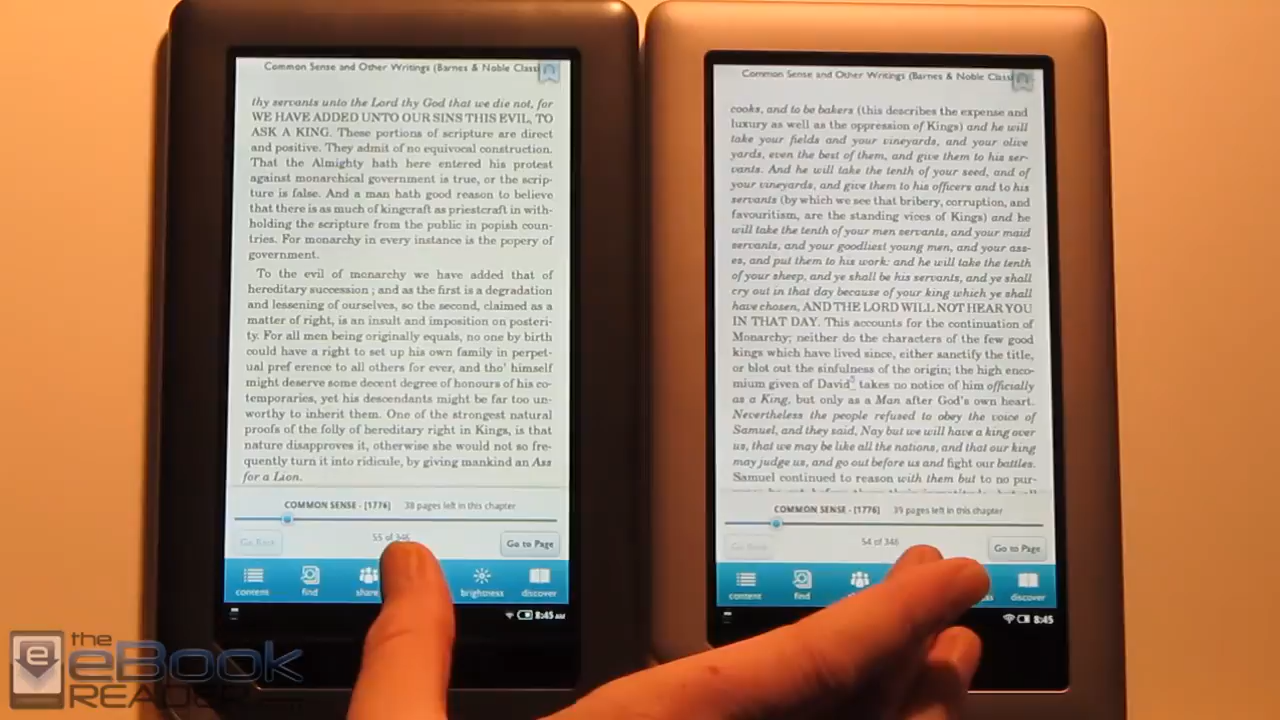 Common Sense and Other Writings (Barnes & Noble Classi
thy servants unto the Lord thy God that we die not, for
WE HAVE ADDED UNTO OUR SINS THIS EVIL, TO
ASK A KING. These portions of scripture are direct
and positive. They admit of no equivocal construction.
That the Almighty hath here entered his protest
against monarchical government is true, or the scrip-
ture is false. And a man hath good reason to believe
that there is as much of kingcraft as priestcraft in with-
holding the scripture from the public in popish coun-
tries. For monarchy in every instance is the popery of
government.
To the evil of monarchy we have added that of
hereditary succession ; and as the first is a degradation
and lessening of ourselves, so the second, claimed as a
matter of right, is an insult and imposition on posteri-
ty. For all men being originally equals, no one by birth
could have a right to set up his own family in perpet-
ual pref erence to all others for ever, and tho' himself
might deserve some decent degree of honours of his co-
temporaries, yet his descendants might be far too un-
worthy to inherit them. One of the strongest natural
proofs of the folly of hereditary right in Kings, is that
nature disapproves it, otherwise she would not so fre-
quently turn it into ridicule, by giving mankind an Ass
for a Lion.
COMMON SENSE - [1776] 38 pages left in this chapter
55 of 346
Go Back
Go to Page
content find share brightness discover
8:45 AM
Common Sense and Other Writings (Barnes & Noble Classi
cooks, and to be bakers (this describes the expense and
luxury as well as the oppression of Kings) and he will
take your fields and your vineyards, and your olive
yards, even the best of them, and give them to his ser-
vants. And he will take the tenth of your seed, and of
your vineyards, and give them to his officers and to his
servants (by which we see that bribery, corruption, and
favouritism, are the standing vices of Kings) and he
will take the tenth of your men servants, and your maid
servants, and your goodliest young men, and your ass-
es, and put them to his work: and he will take the tenth
of your sheep, and ye shall be his servants, and ye shall
cry out in that day because of your king which ye shall
have chosen, AND THE LORD WILL NOT HEAR YOU
IN THAT DAY. This accounts for the continuation of
Monarchy; neither do the characters of the few good
kings which have lived since, either sanctify the title,
or blot out the sinfulness of the origin; the high enco-
mium given of David takes no notice of him officially
as a King, but only as a Man after God's own heart.
Nevertheless the people refused to obey the voice of
Samuel, and they said, Nay but we will have a king over
us, that we may be like all the nations, and that our king
may judge us, and go out before us and fight our battles.
Samuel continued to reason with them but to no pur-
COMMON SENSE - [1776] 39 pages left in this chapter
54 of 346
Go Back
Go to Page
content find discover
8:45
the
eBook
READER